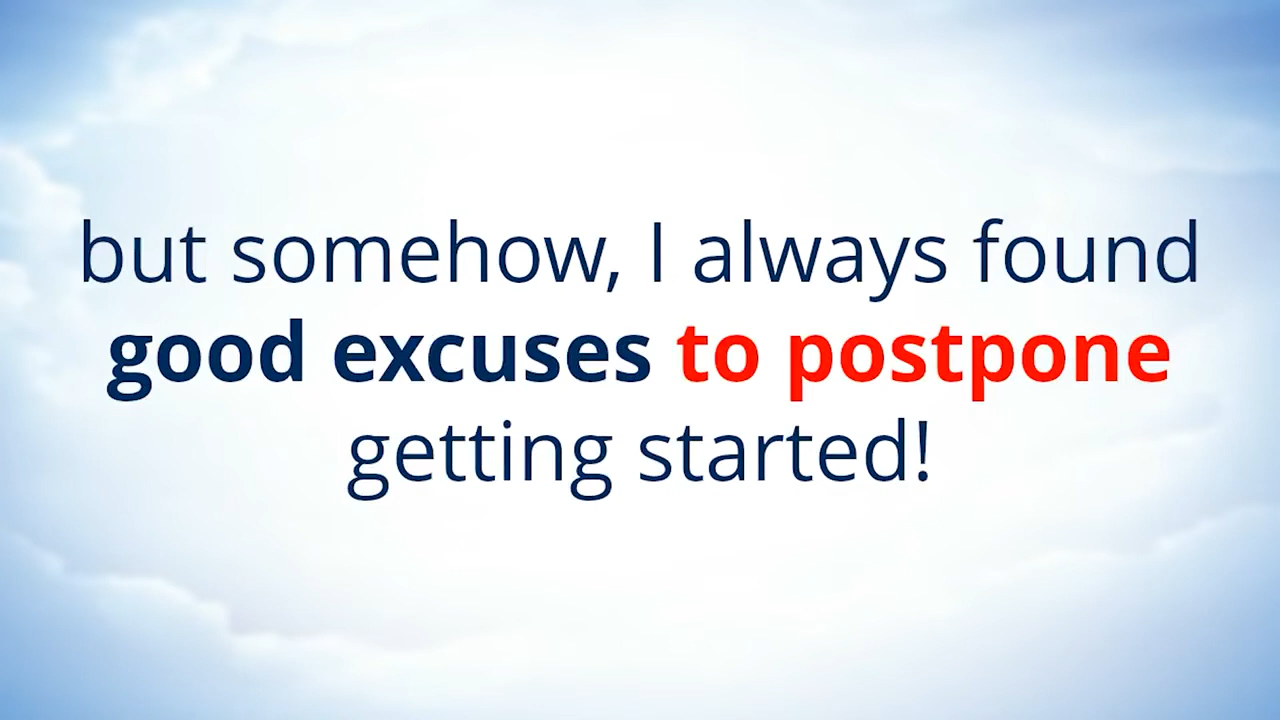 but somehow, I always found
good excuses to postpone
getting started!